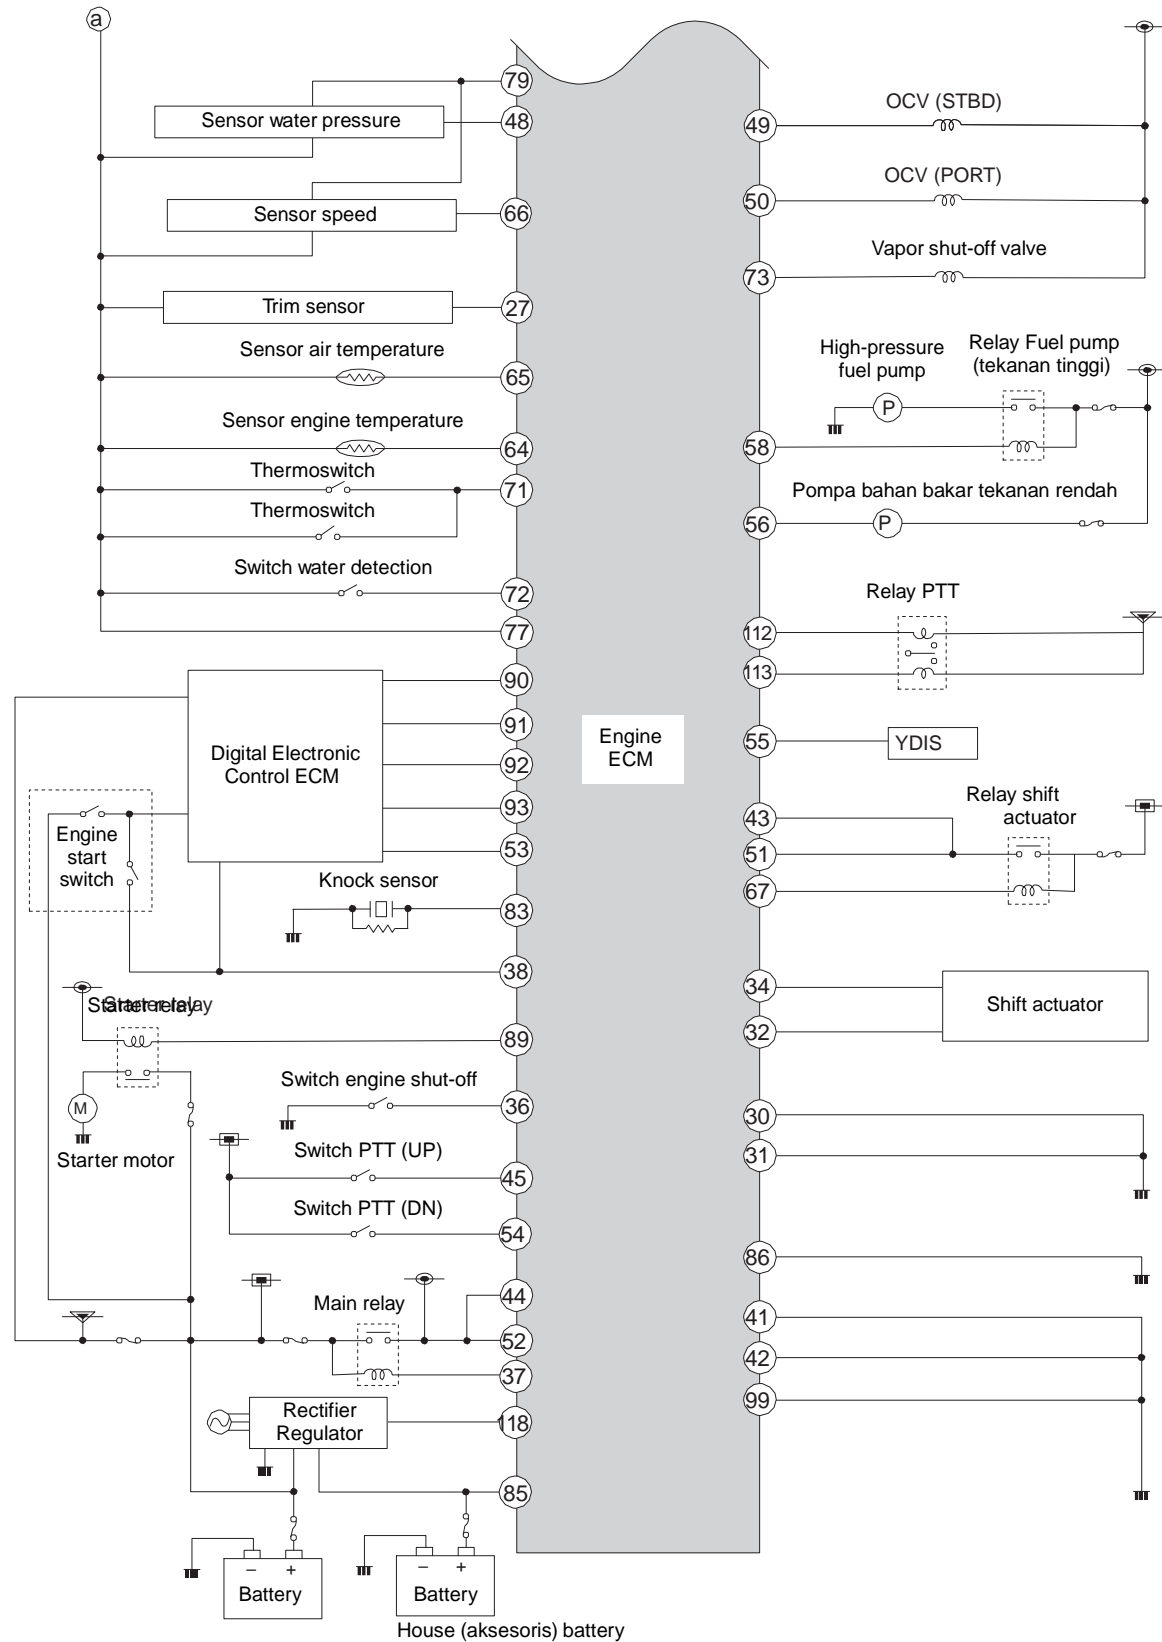 a
79
Sensor water pressure
48
Sensor speed
66
Trim sensor
27
Sensor air temperature
65
Sensor engine temperature
64
Thermoswitch
71
Thermoswitch
Switch water detection
72
77
90
91
Digital Electronic
Control ECM
92
93
53
Engine
start
switch
Knock sensor
83
38
Starter relay
Starter relay
89
M
Starter motor
Switch engine shut-off
36
Switch PTT (UP)
45
Switch PTT (DN)
54
44
Main relay
52
37
Rectifier
Regulator
118
85
− +
Battery
− +
Battery
House (aksesoris) battery
Engine
ECM
OCV (STBD)
49
OCV (PORT)
50
Vapor shut-off valve
73
High-pressure
fuel pump
Relay Fuel pump
(tekanan tinggi)
P
58
Pompa bahan bakar tekanan rendah
56
P
Relay PTT
112
113
55
YDIS
Relay shift
actuator
43
51
67
34
Shift actuator
32
30
31
86
41
42
99